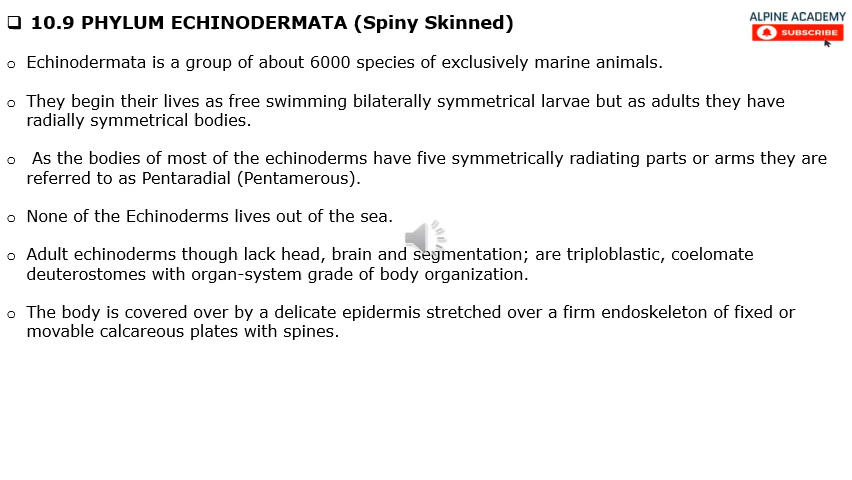 10.9 PHYLUM ECHINODERMATA (Spiny Skinned)
ALPINE ACADEMY
SUBSCRIBE
Echinodermata is a group of about 6000 species of exclusively marine animals.
They begin their lives as free swimming bilaterally symmetrical larvae but as adults they have
radially symmetrical bodies.
As the bodies of most of the echinoderms have five symmetrically radiating parts or arms they are
referred to as Pentaradial (Pentamerous).
None of the Echinoderms lives out of the sea.
Adult echinoderms though lack head, brain and segmentation; are triploblastic, coelomate
deuterostomes with organ-system grade of body organization.
The body is covered over by a delicate epidermis stretched over a firm endoskeleton of fixed or
movable calcareous plates with spines.